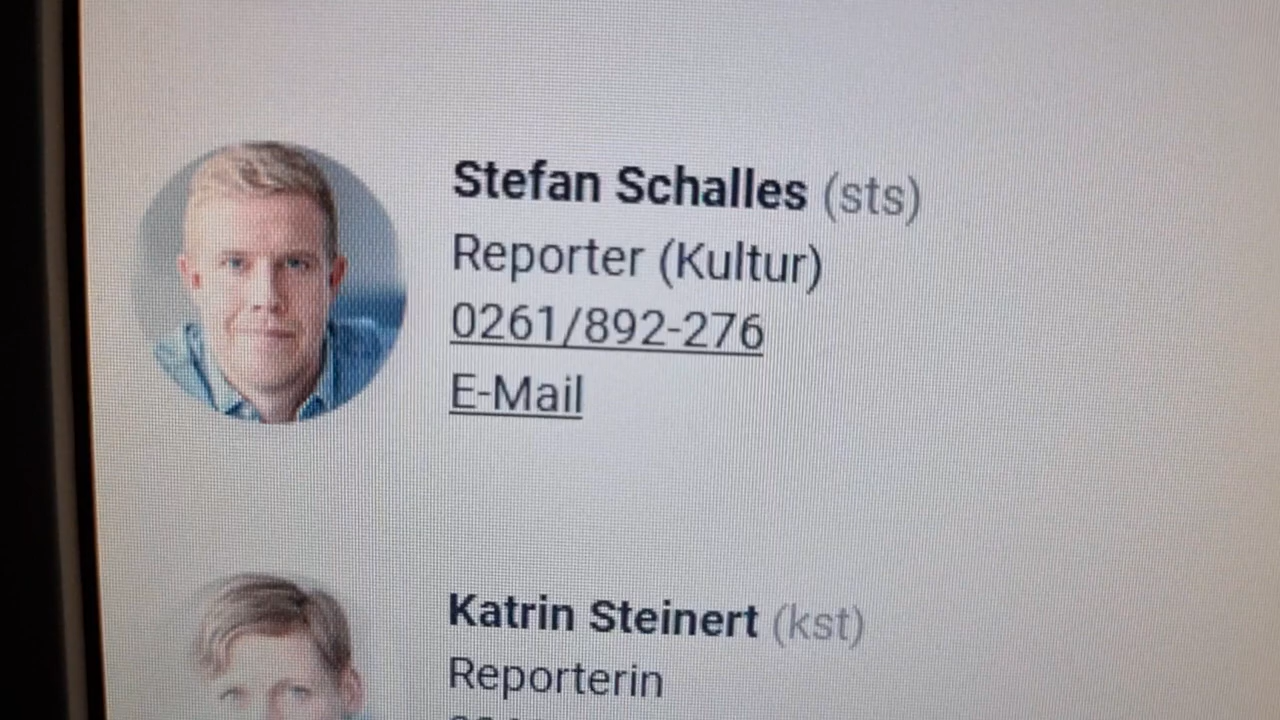 Stefan Schalles (sts)
Reporter (Kultur)
0261/892-276
E-Mail
Katrin Steinert (kst)
Reporterin